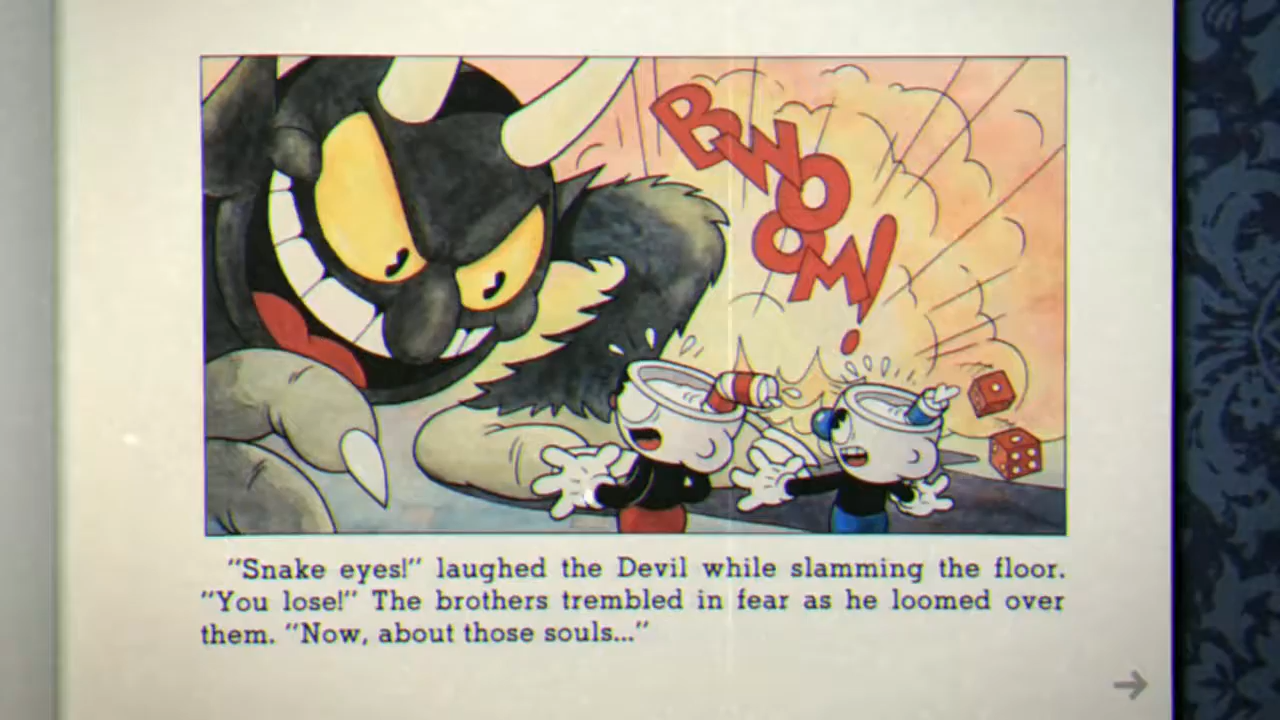 BWOOM!
"Snake eyes!" laughed the Devil while slamming the floor.
"You lose!" The brothers trembled in fear as he loomed over
them. "Now, about those souls..."